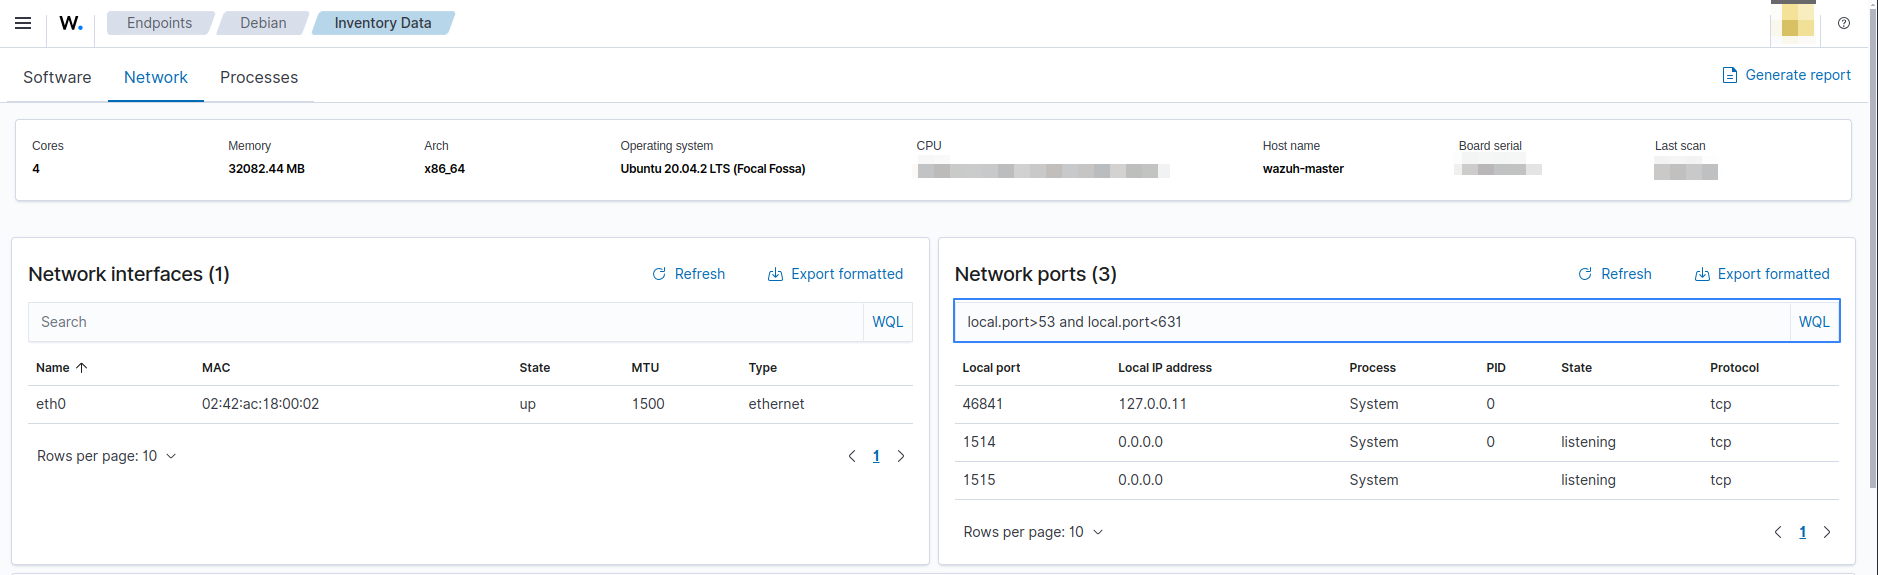 W. Endpoints Debian Inventory Data
Software Network Processes Generate report
Cores Memory Arch Operating system CPU Host name Board serial Last scan
4 32082.44 MB x86_64 Ubuntu 20.04.2 LTS (Focal Fossa) wazuh-master
Network interfaces (1) Refresh Export formatted
Search WQL
Name MAC State MTU Type
eth0 02:42:ac:18:00:02 up 1500 ethernet
Rows per page: 10 1
Network ports (3) Refresh Export formatted
local.port>53 and local.port<631 WQL
Local port Local IP address Process PID State Protocol
46841 127.0.0.11 System 0 tcp
1514 0.0.0.0 System 0 listening tcp
1515 0.0.0.0 System listening tcp
Rows per page: 10 1